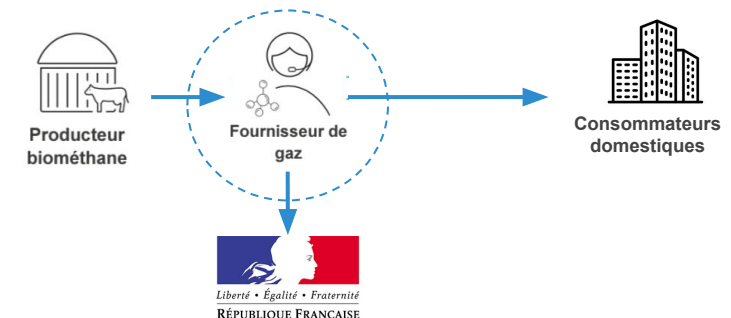 Producteur
biométhane
Fournisseur de
gaz
Consommateurs
domestiques
Liberté • Égalité • Fraternité
RÉPUBLIQUE FRANÇAISE